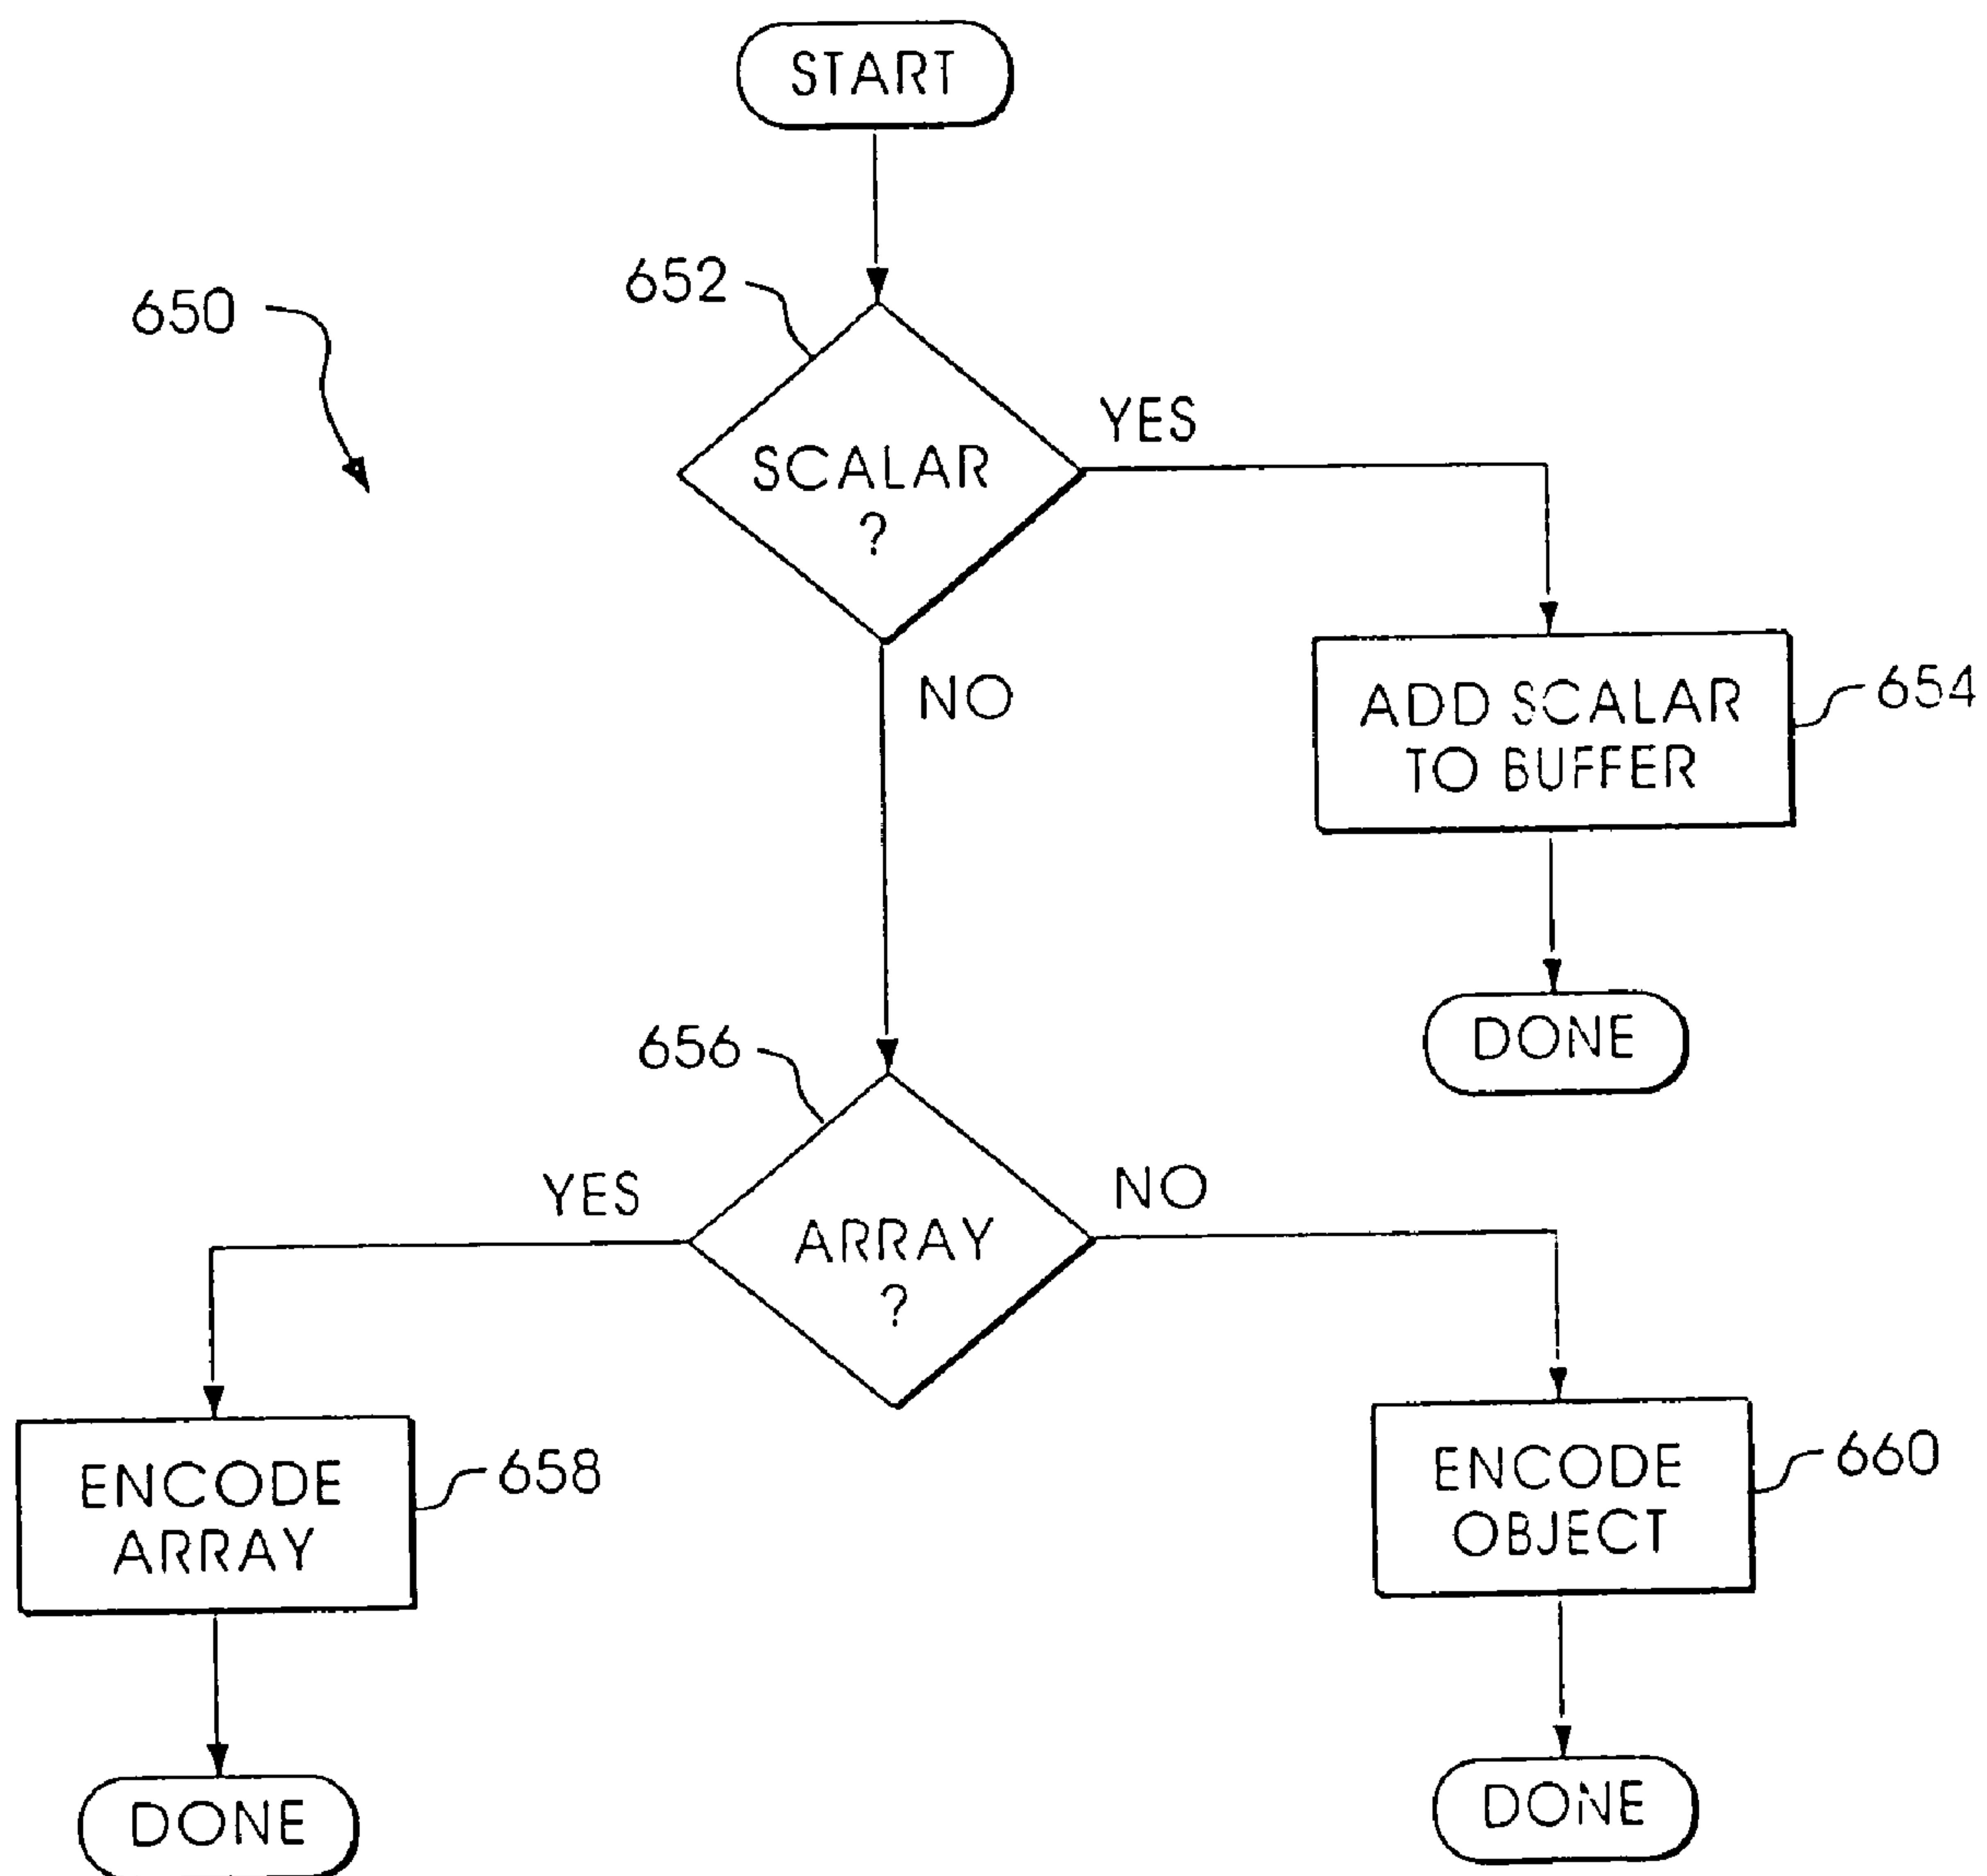 START
652
650
YES
SCALAR
?
NO
654
ADD SCALAR
TO BUFFER
DONE
656
YES
NO
ARRAY
?
ENCODE
ARRAY
658
ENCODE
OBJECT
660
DONE
DONE